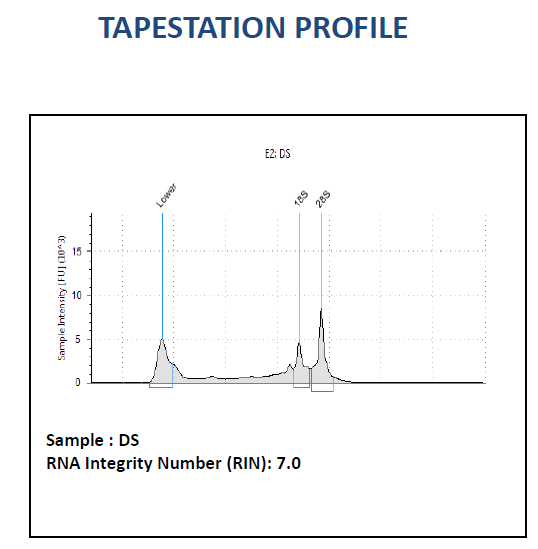 TAPESTATION PROFILE
E2: DS
Lower
18S
28S
Sample Intensity [FU] (10^3)
15
10
5
0
Sample : DS
RNA Integrity Number (RIN): 7.0